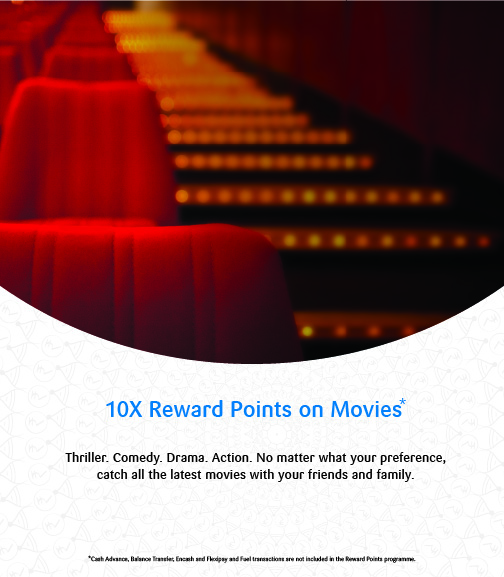 10X Reward Points on Movies*
Thriller. Comedy. Drama. Action. No matter what your preference,
catch all the latest movies with your friends and family.
*Cash Advance, Balance Transfer, Encash and Flexipay and Fuel transactions are not included in the Reward Points programme.